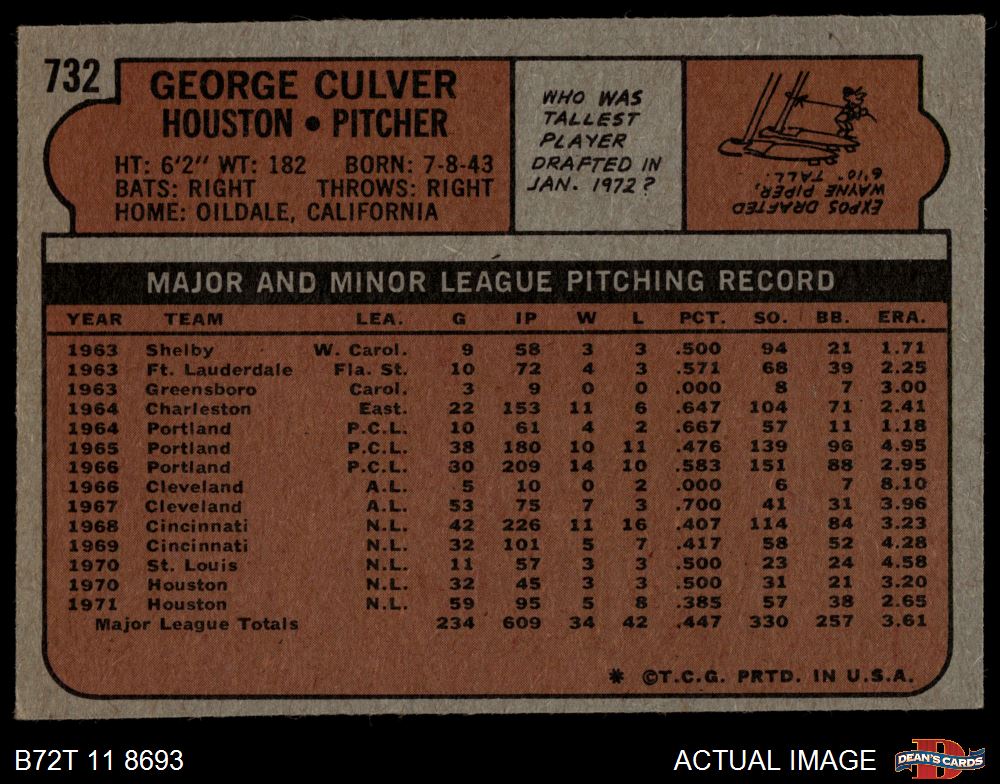 732
GEORGE CULVER
HOUSTON • PITCHER
HT: 6'2" WT: 182 BORN: 7-8-43
BATS: RIGHT THROWS: RIGHT
HOME: OILDALE, CALIFORNIA
WHO WAS
TALLEST
PLAYER
DRAFTED IN
JAN. 1972?
EXPOS DRAFTED
WAYNE PIPER,
6'10" TALL.
MAJOR AND MINOR LEAGUE PITCHING RECORD
YEAR TEAM LEA. G IP W L PCT. SO. BB. ERA.
1963 Shelby W. Carol. 9 58 3 3 .500 94 21 1.71
1963 Ft. Lauderdale Fla. St. 10 72 4 3 .571 68 39 2.25
1963 Greensboro Carol. 3 9 0 0 .000 8 7 3.00
1964 Charleston East. 22 153 11 6 .647 104 71 2.41
1964 Portland P.C.L. 10 61 4 2 .667 57 11 1.18
1965 Portland P.C.L. 38 180 10 11 .476 139 96 4.95
1966 Portland P.C.L. 30 209 14 10 .583 151 88 2.95
1966 Cleveland A.L. 5 10 0 2 .000 6 7 8.10
1967 Cleveland A.L. 53 75 7 3 .700 41 31 3.96
1968 Cincinnati N.L. 42 226 11 16 .407 114 84 3.23
1969 Cincinnati N.L. 32 101 5 7 .417 58 52 4.28
1970 St. Louis N.L. 11 57 3 3 .500 23 24 4.58
1970 Houston N.L. 32 45 3 3 .500 31 21 3.20
1971 Houston N.L. 59 95 5 8 .385 57 38 2.65
Major League Totals 234 609 34 42 .447 330 257 3.61
* ©T.C.G. PRTD. IN U.S.A.
B72T 11 8693
ACTUAL IMAGE
D
DEAN'S CARDS